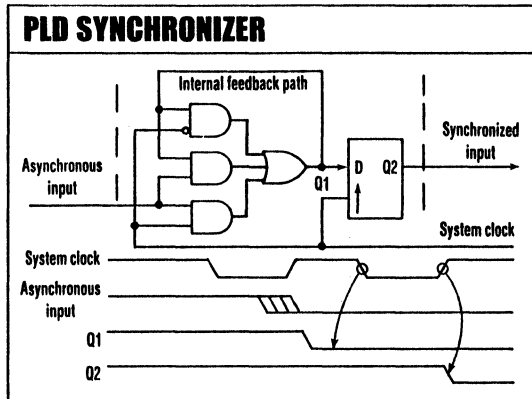 PLD SYNCHRONIZER
Internal feedback path
Synchronized
input
Asynchronous
input
D Q2
Q1
System clock
System clock
Asynchronous
input
Q1
Q2